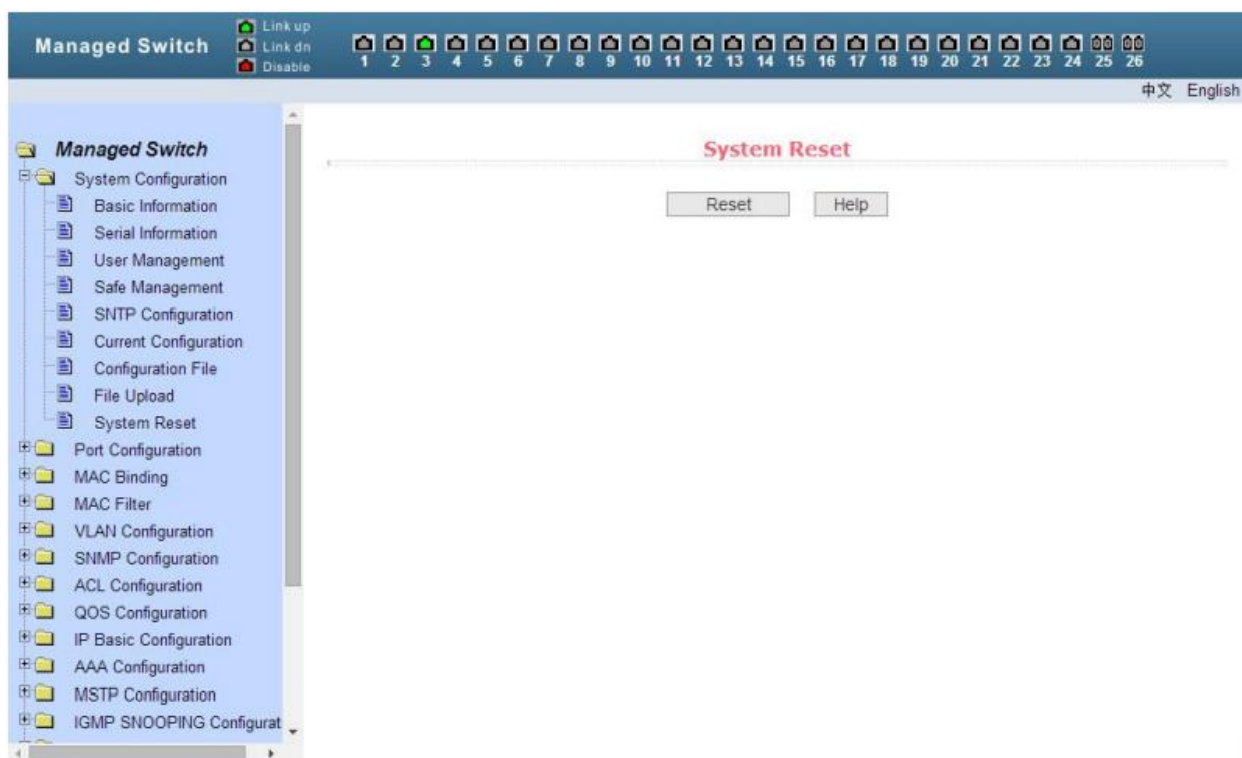 Managed Switch
Link up
Link dn
Disable
1 2 3 4 5 6 7 8 9 10 11 12 13 14 15 16 17 18 19 20 21 22 23 24 25 26
中文 English
Managed Switch
System Configuration
Basic Information
Serial Information
User Management
Safe Management
SNTP Configuration
Current Configuration
Configuration File
File Upload
System Reset
Port Configuration
MAC Binding
MAC Filter
VLAN Configuration
SNMP Configuration
ACL Configuration
QOS Configuration
IP Basic Configuration
AAA Configuration
MSTP Configuration
IGMP SNOOPING Configurat
System Reset
Reset Help